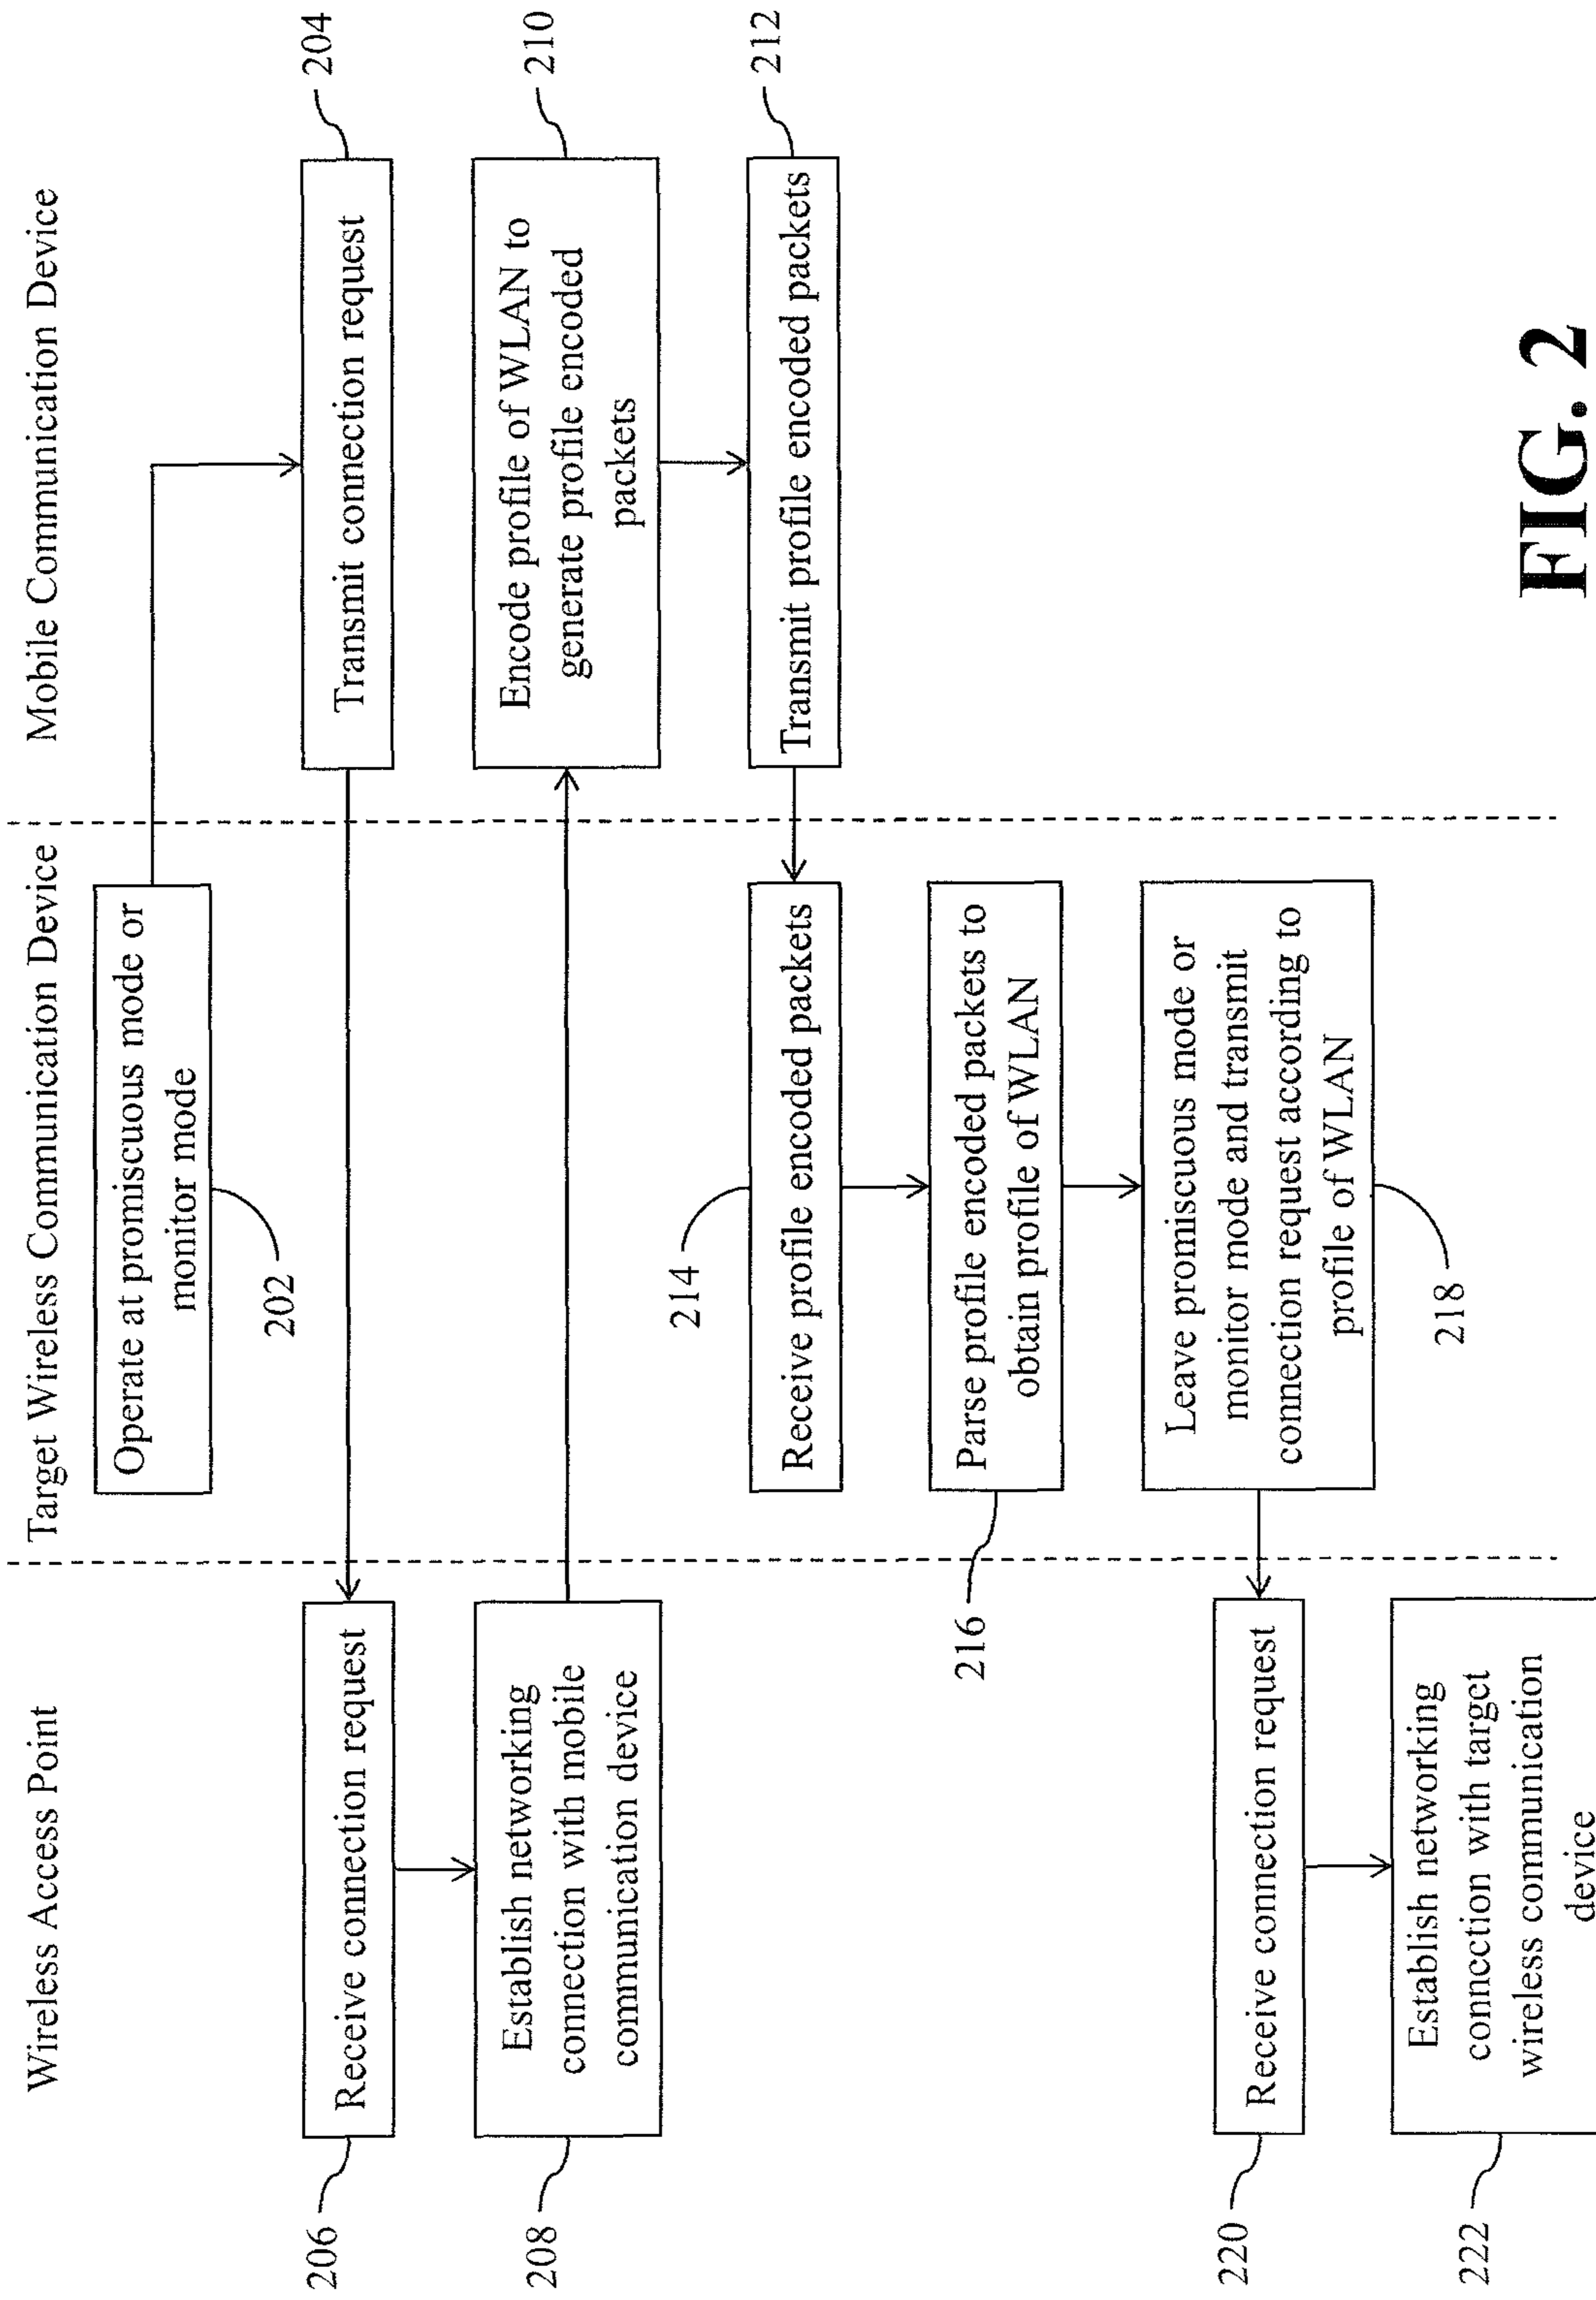 Wireless Access Point
Target Wireless Communication Device
Mobile Communication Device
Operate at promiscuous mode or
monitor mode
202
Transmit connection request
204
206
Receive connection request
208
Establish networking
connection with mobile
communication device
Encode profile of WLAN to
generate profile encoded
packets
210
Transmit profile encoded packets
212
214
Receive profile encoded packets
216
Parse profile encoded packets to
obtain profile of WLAN
Leave promiscuous mode or
monitor mode and transmit
connection request according to
profile of WLAN
218
220
Receive connection request
222
Establish networking
connection with target
wireless communication
device
FIG. 2